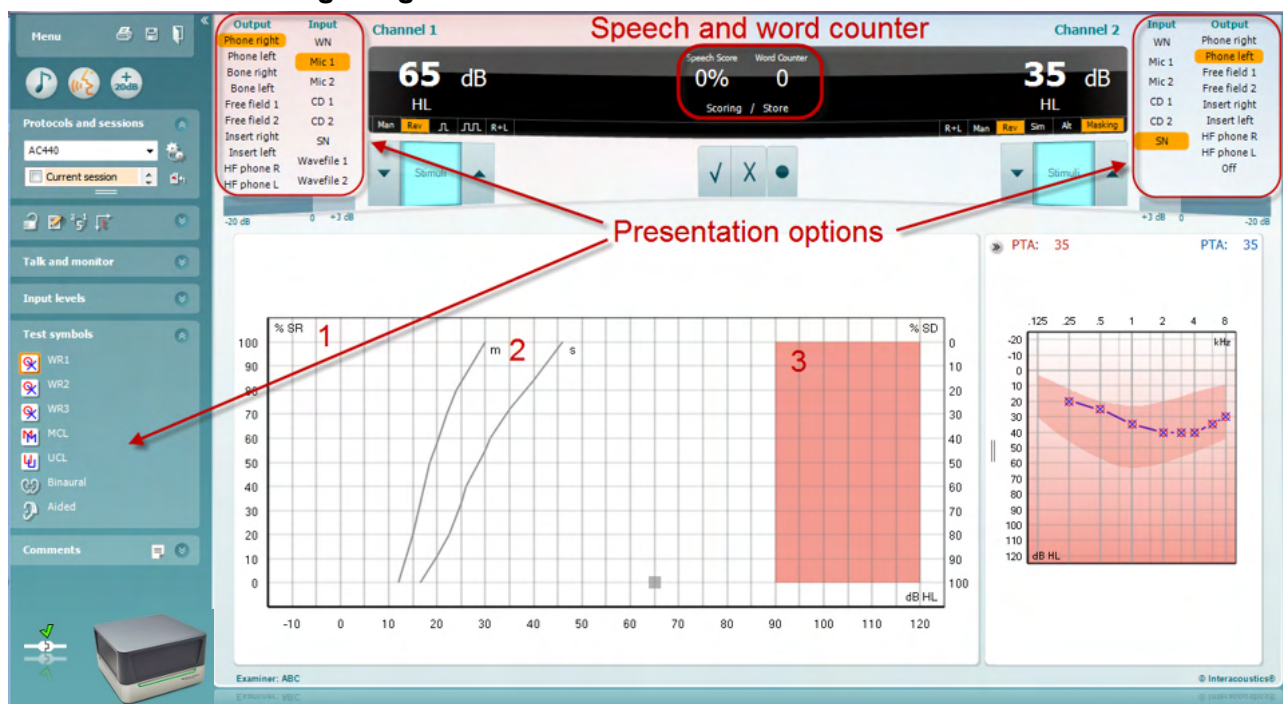 Menu
Output Input
Phone right WN
Phone left Mic 1
Bone right Mic 2
Bone left
Free field 1 CD 1
Free field 2 CD 2
Insert right SN
Insert left Wavefile 1
HF phone R Wavefile 2
HF phone L
Channel 1
Speech and word counter
Channel 2
Input Output
WN Phone right
Mic 1 Phone left
Mic 2 Free field 1
Free field 2
CD 1 Insert right
CD 2 Insert left
SN HF phone R
HF phone L
Off
65 dB
HL
Speech Score Word Counter
0% 0
Scoring / Store
35 dB
HL
Man Rev R+L
R+L Man Rev Sim Alt Masking
Stimuli
Stimuli
-20 dB 0 +3 dB
+3 dB 0 -20 dB
Presentation options
20dB
Protocols and sessions
AC440
Current session
Talk and monitor
Input levels
Test symbols
WR1
WR2
WR3
MCL
UCL
Binaural
Aided
Comments
% SR 1
m 2 s
3
% SD
100
90
80
70
60
50
40
30
20
10
0
0
10
20
30
40
50
60
70
80
90
100
dB HL
-10 0 10 20 30 40 50 60 70 80 90 100 110 120
PTA: 35 PTA: 35
.125 .25 .5 1 2 4 8
kHz
-20
-10
0
10
20
30
40
50
60
70
80
90
100
110
120
dB HL
Examiner: ABC
© Interacoustics®